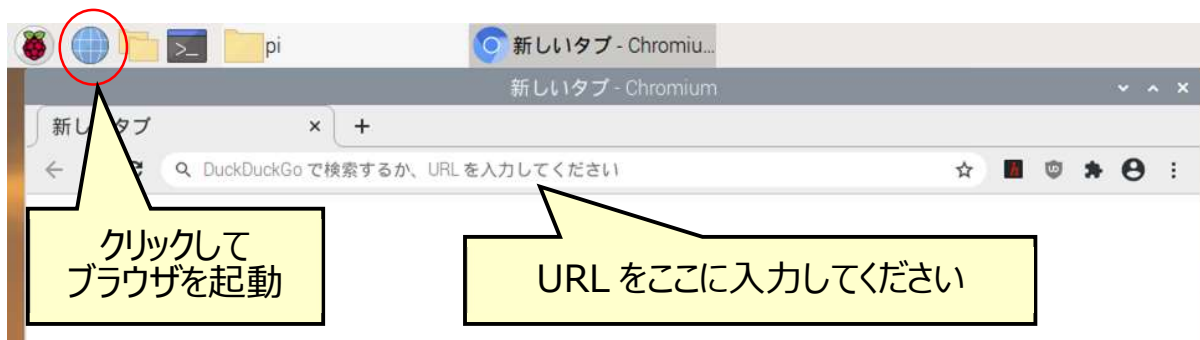 pi
新しいタブ - Chromiu...
新しいタブ - Chromium
新し タブ
DuckDuckGo で検索するか、URL を入力してください
クリックして
ブラウザを起動
URL をここに入力してください